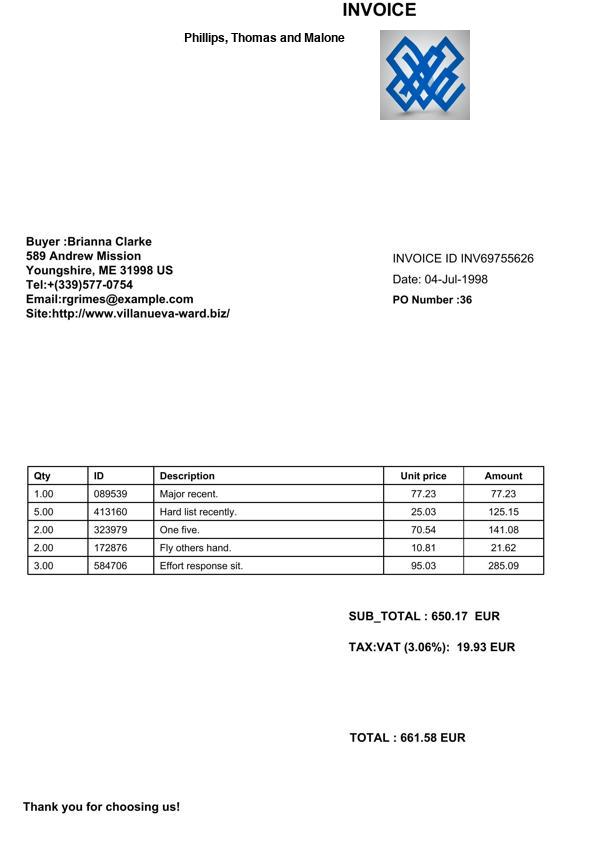 INVOICE
Phillips, Thomas and Malone
Buyer :Brianna Clarke
589 Andrew Mission
Youngshire, ME 31998 US
Tel:+(339)577-0754
Email:rgrimes@example.com
Site:http://www.villanueva-ward.biz/
INVOICE ID INV69755626
Date: 04-Jul-1998
PO Number :36
Qty ID Description Unit price Amount
1.00 089539 Major recent. 77.23 77.23
5.00 413160 Hard list recently. 25.03 125.15
2.00 323979 One five. 70.54 141.08
2.00 172876 Fly others hand. 10.81 21.62
3.00 584706 Effort response sit. 95.03 285.09
SUB_TOTAL : 650.17 EUR
TAX:VAT (3.06%): 19.93 EUR
TOTAL : 661.58 EUR
Thank you for choosing us!